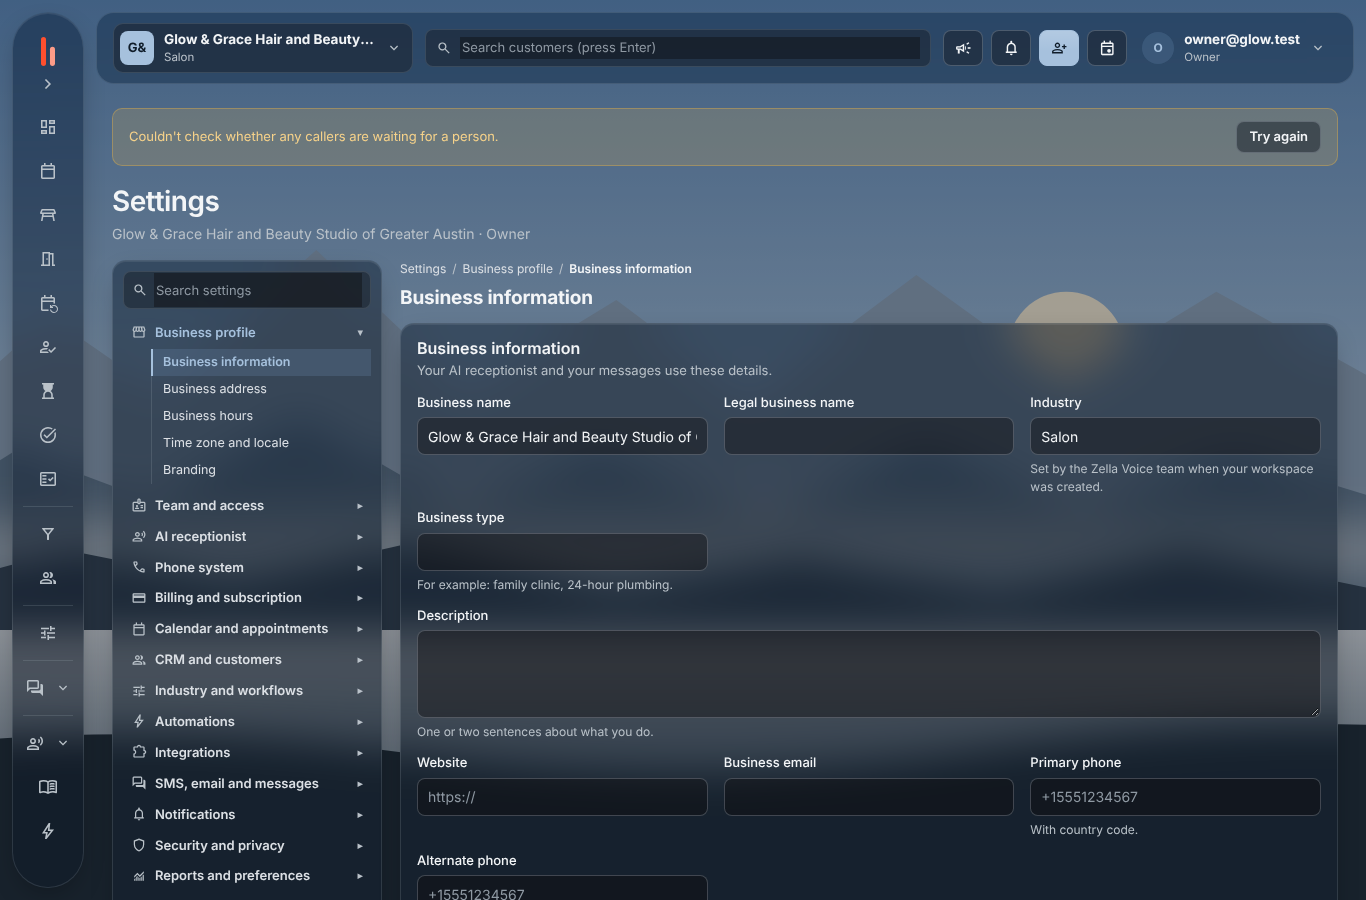 G&
Glow & Grace Hair and Beauty...
Salon
Search customers (press Enter)
O
owner@glow.test
Owner
Couldn't check whether any callers are waiting for a person.
Try again
Settings
Glow & Grace Hair and Beauty Studio of Greater Austin · Owner
Search settings
Business profile
Business information
Business address
Business hours
Time zone and locale
Branding
Team and access
AI receptionist
Phone system
Billing and subscription
Calendar and appointments
CRM and customers
Industry and workflows
Automations
Integrations
SMS, email and messages
Notifications
Security and privacy
Reports and preferences
Settings / Business profile / Business information
Business information
Business information
Your AI receptionist and your messages use these details.
Business name
Legal business name
Industry
Glow & Grace Hair and Beauty Studio of
Salon
Set by the Zella Voice team when your workspace
was created.
Business type
For example: family clinic, 24-hour plumbing.
Description
One or two sentences about what you do.
Website
Business email
Primary phone
https://
+15551234567
With country code.
Alternate phone
+15551234567